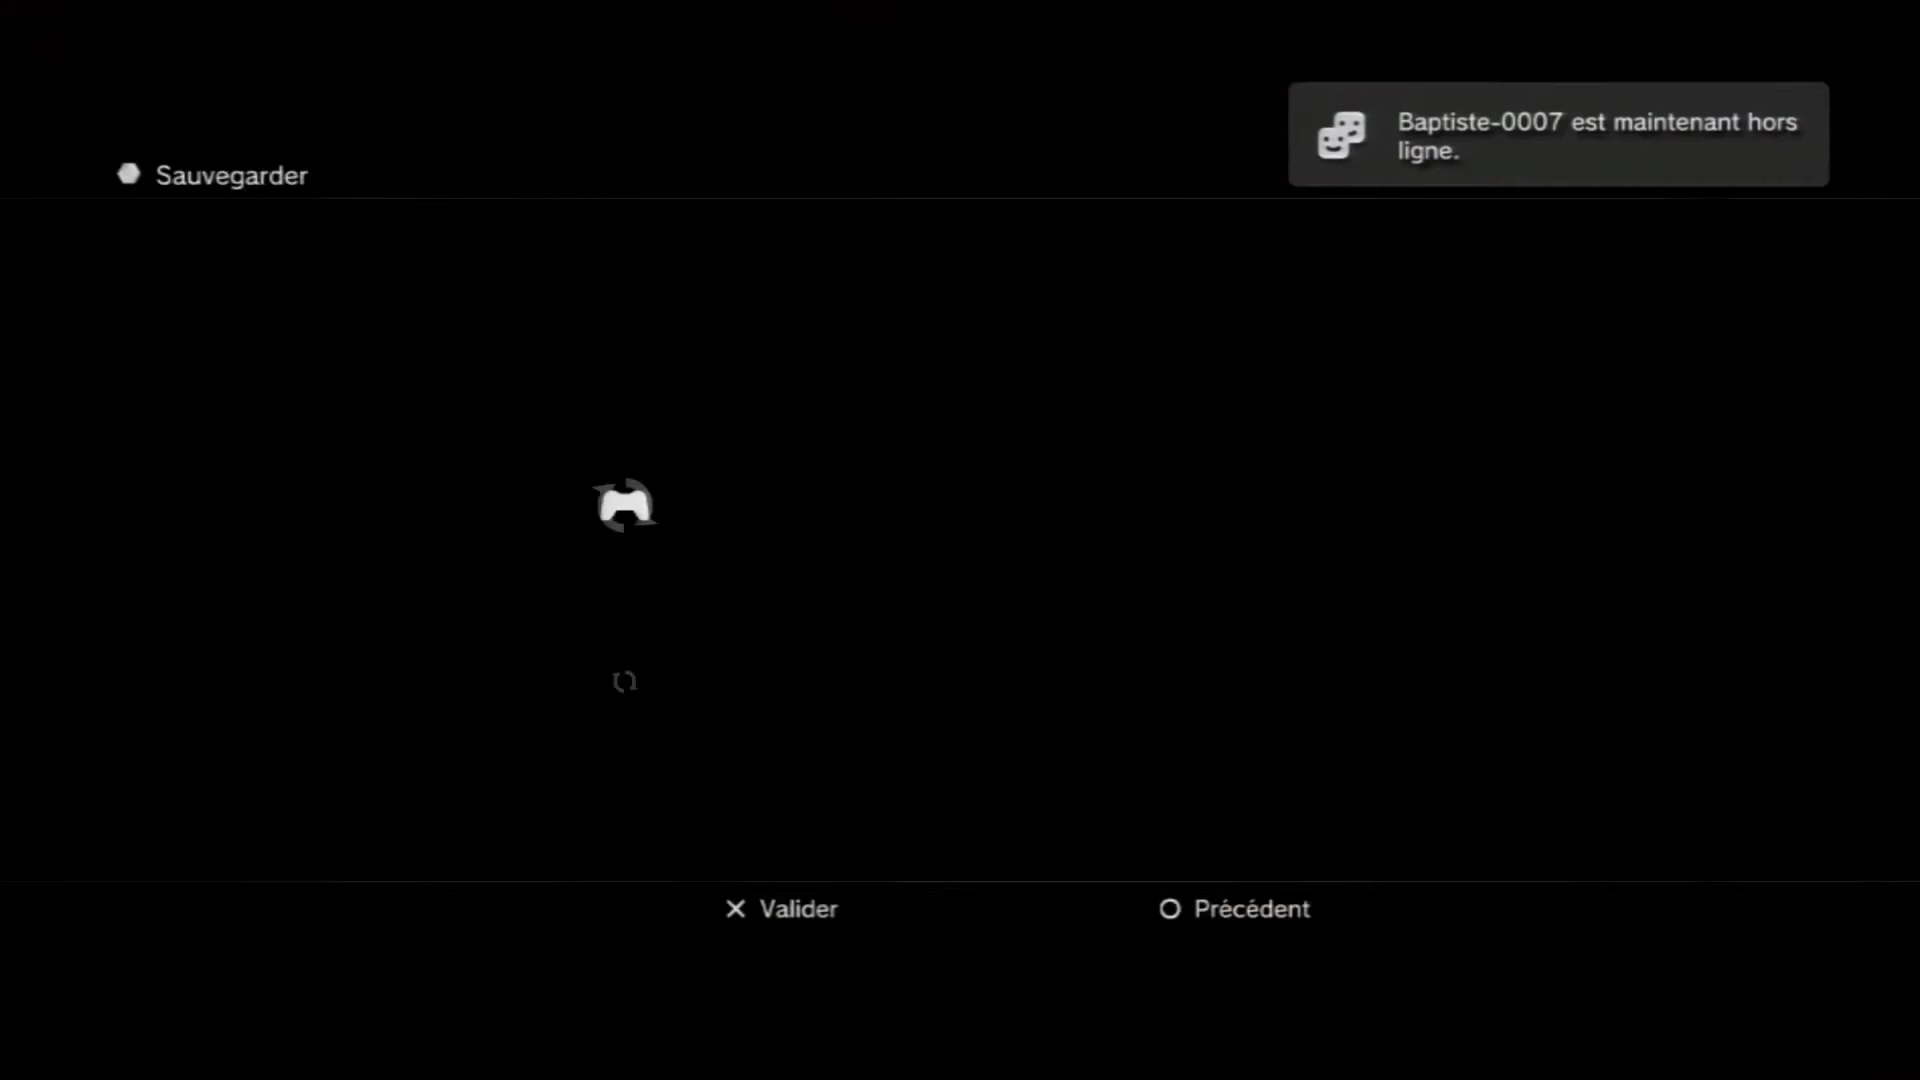 Baptiste-0007 est maintenant hors
ligne.
Sauvegarder
Valider
Précédent